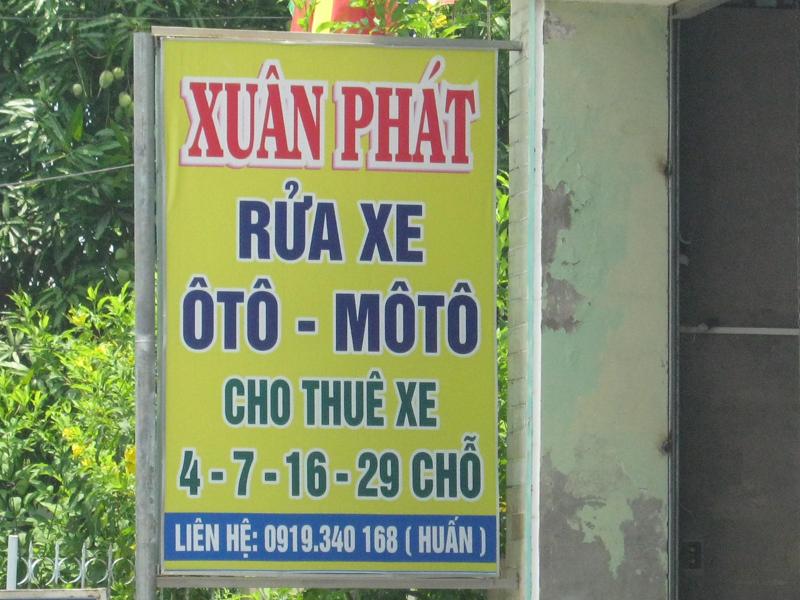 XUÂN PHÁT
RỬA XE
ÔTÔ - MÔTÔ
CHO THUÊ XE
4 - 7 - 16 - 29 CHỖ
LIÊN HỆ: 0919.340 168 ( HUẤN )